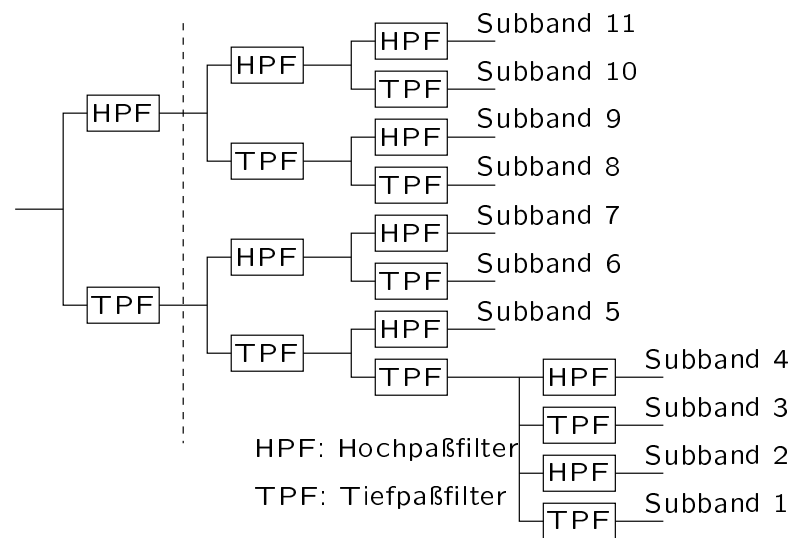 HPF Subband 11
HPF
TPF Subband 10
HPF
HPF Subband 9
TPF
TPF Subband 8
HPF Subband 7
HPF
TPF Subband 6
TPF
HPF Subband 5
TPF
TPF HPF Subband 4
TPF Subband 3
HPF: Hochpaßfilter
HPF Subband 2
TPF: Tiefpaßfilter
TPF Subband 1